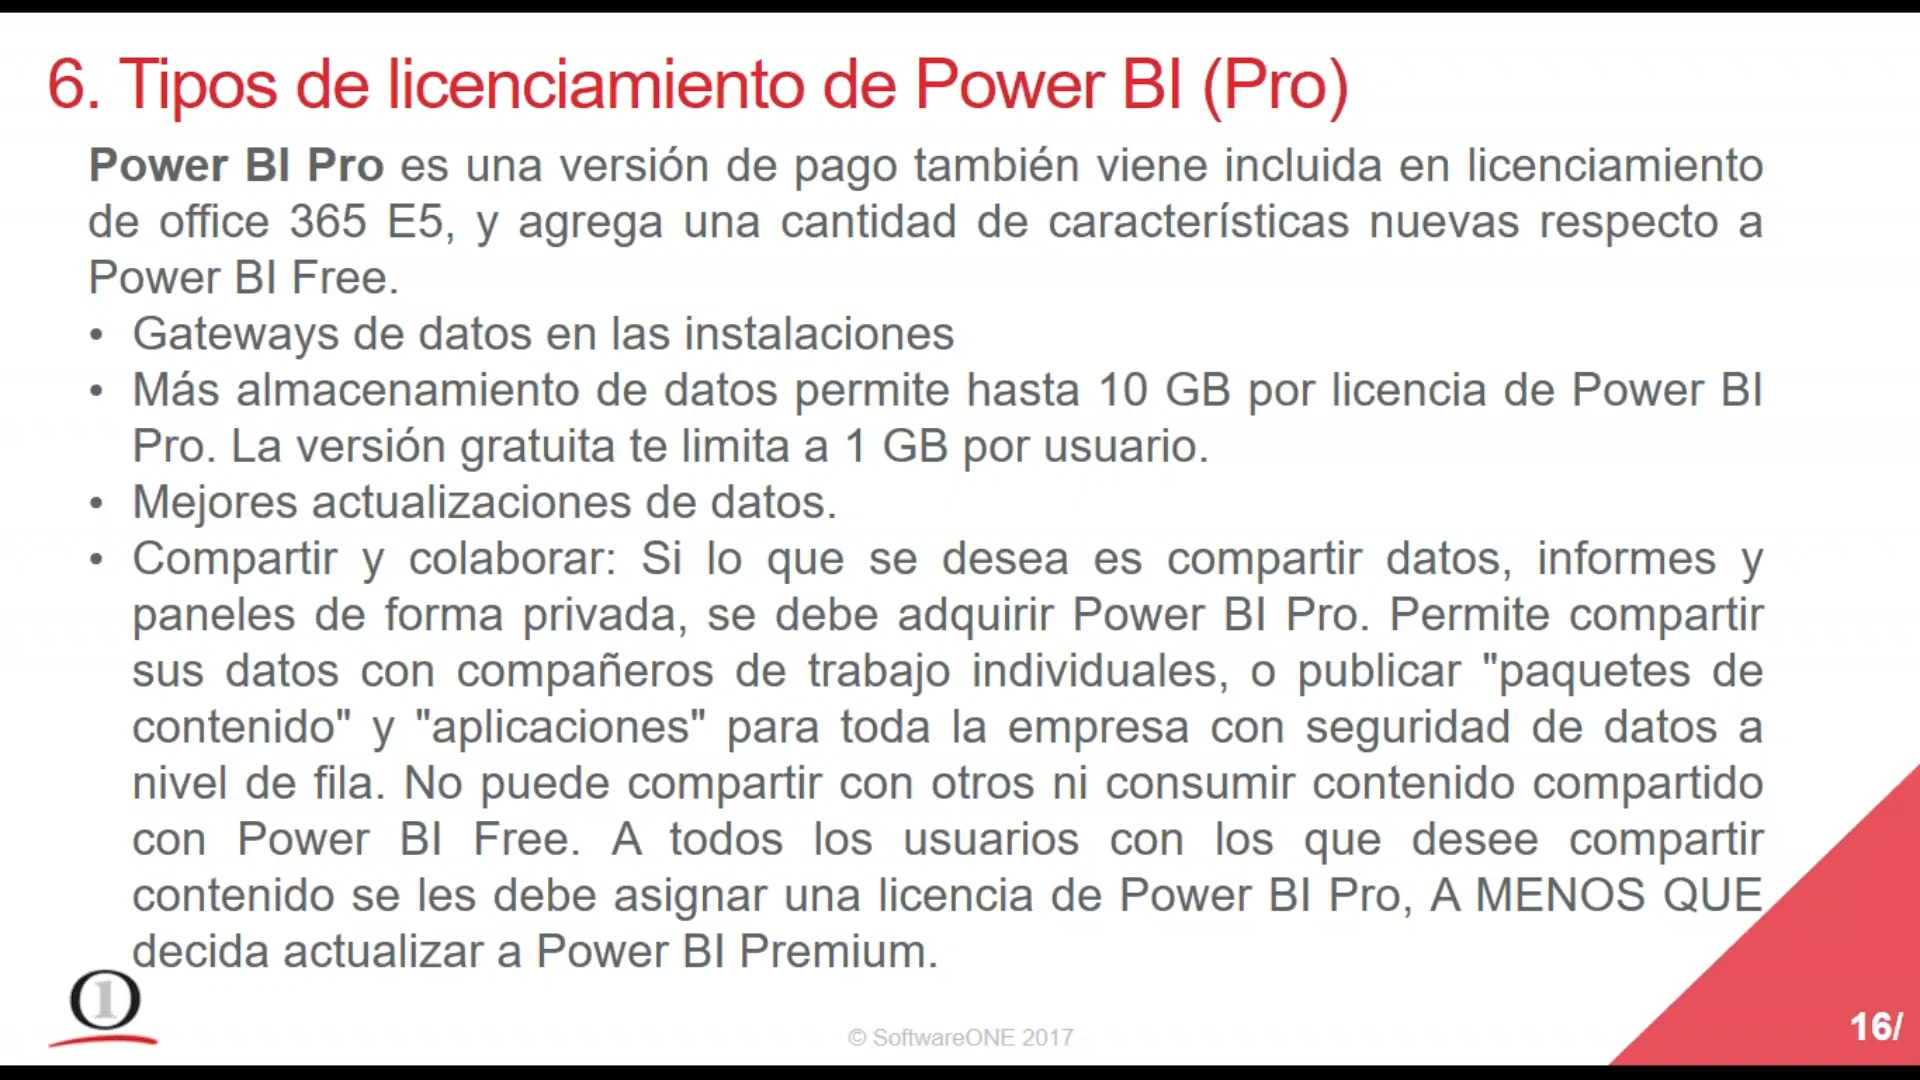 6. Tipos de licenciamiento de Power BI (Pro)
Power BI Pro es una versión de pago también viene incluida en licenciamiento
de office 365 E5, y agrega una cantidad de características nuevas respecto a
Power BI Free.
• Gateways de datos en las instalaciones
• Más almacenamiento de datos permite hasta 10 GB por licencia de Power BI
Pro. La versión gratuita te limita a 1 GB por usuario.
• Mejores actualizaciones de datos.
• Compartir y colaborar: Si lo que se desea es compartir datos, informes y
paneles de forma privada, se debe adquirir Power BI Pro. Permite compartir
sus datos con compañeros de trabajo individuales, o publicar "paquetes de
contenido" y "aplicaciones" para toda la empresa con seguridad de datos a
nivel de fila. No puede compartir con otros ni consumir contenido compartido
con Power BI Free. A todos los usuarios con los que desee compartir
contenido se les debe asignar una licencia de Power BI Pro, A MENOS QUE
decida actualizar a Power BI Premium.
1
© SoftwareONE 2017
16/